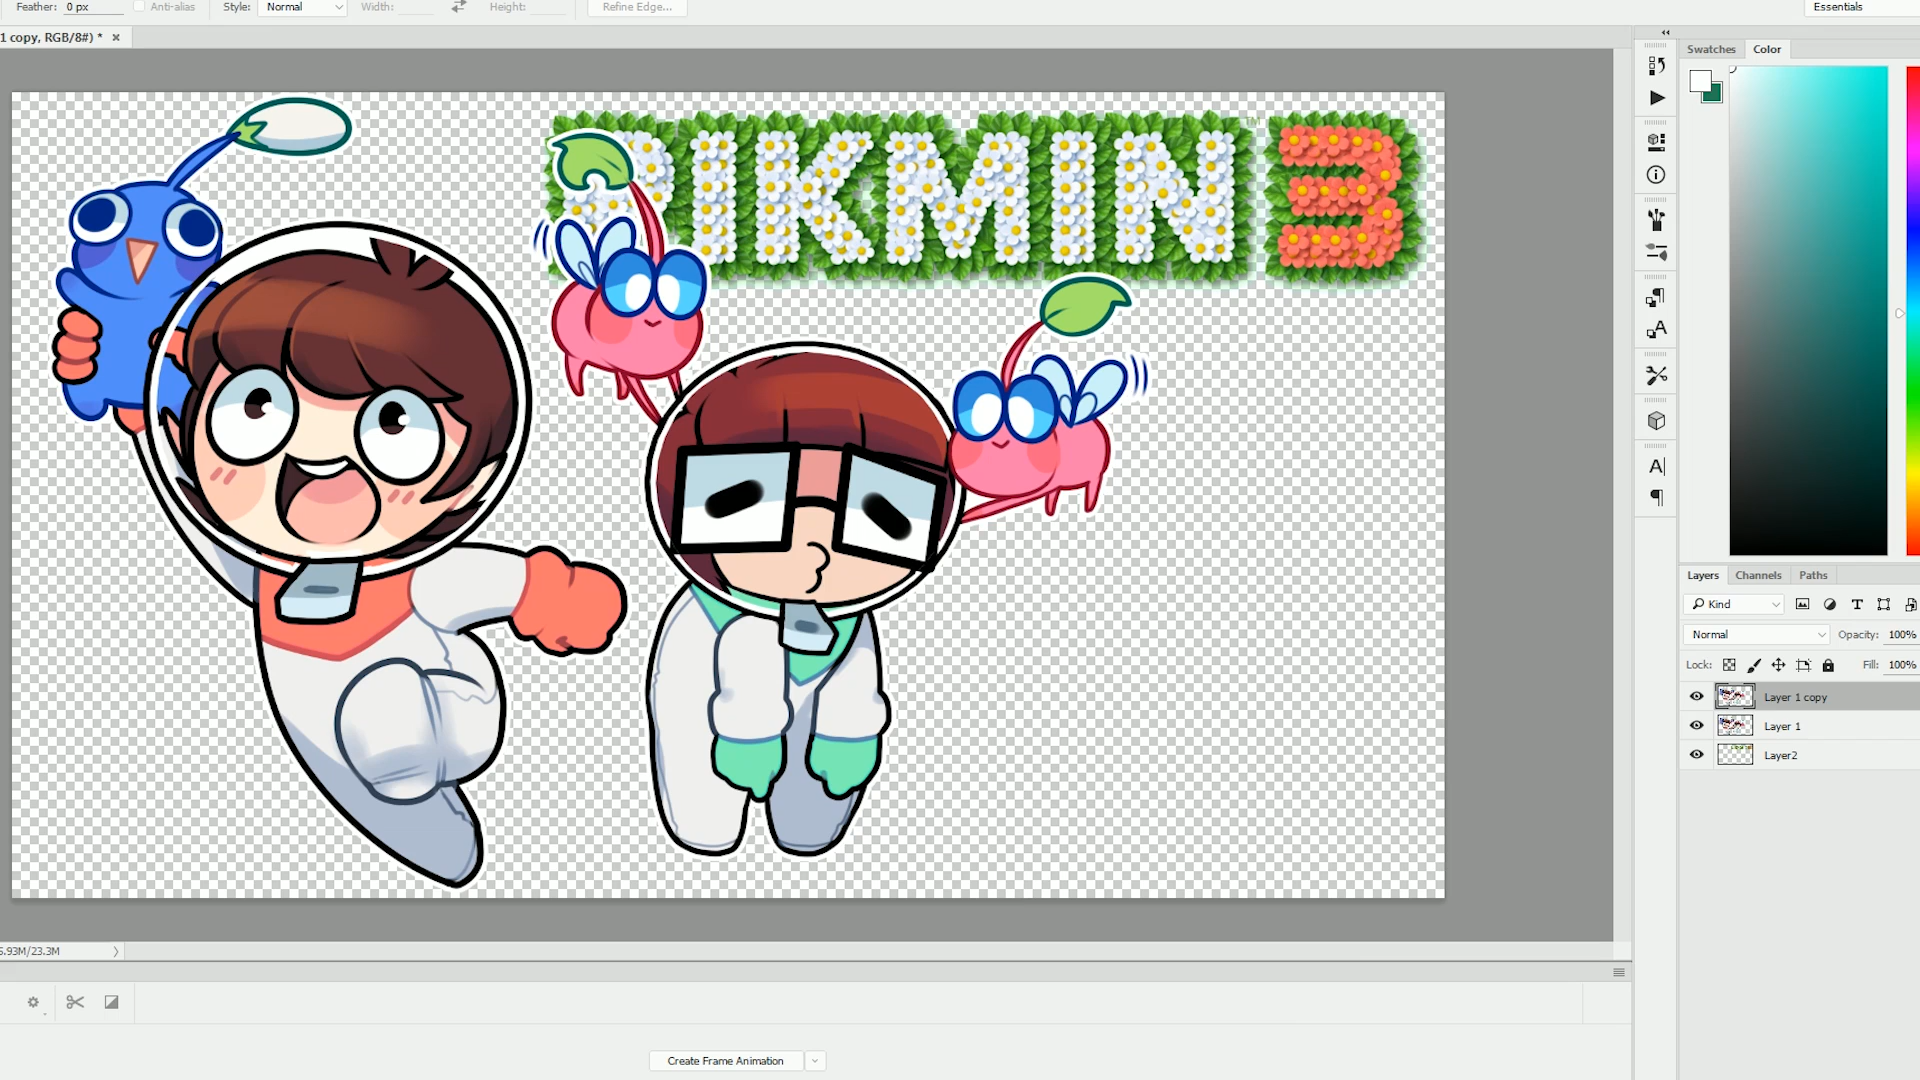 Feather: 0 px Anti-alias Style: Normal Width: Height: Refine Edge... Essentials
1 copy, RGB/8#) *
Swatches Color
PIKMIN 3
TM
Layers Channels Paths
Kind
Normal Opacity: 100%
Lock: Fill: 100%
Layer 1 copy
Layer 1
Layer2
5.93M/23.3M
Create Frame Animation